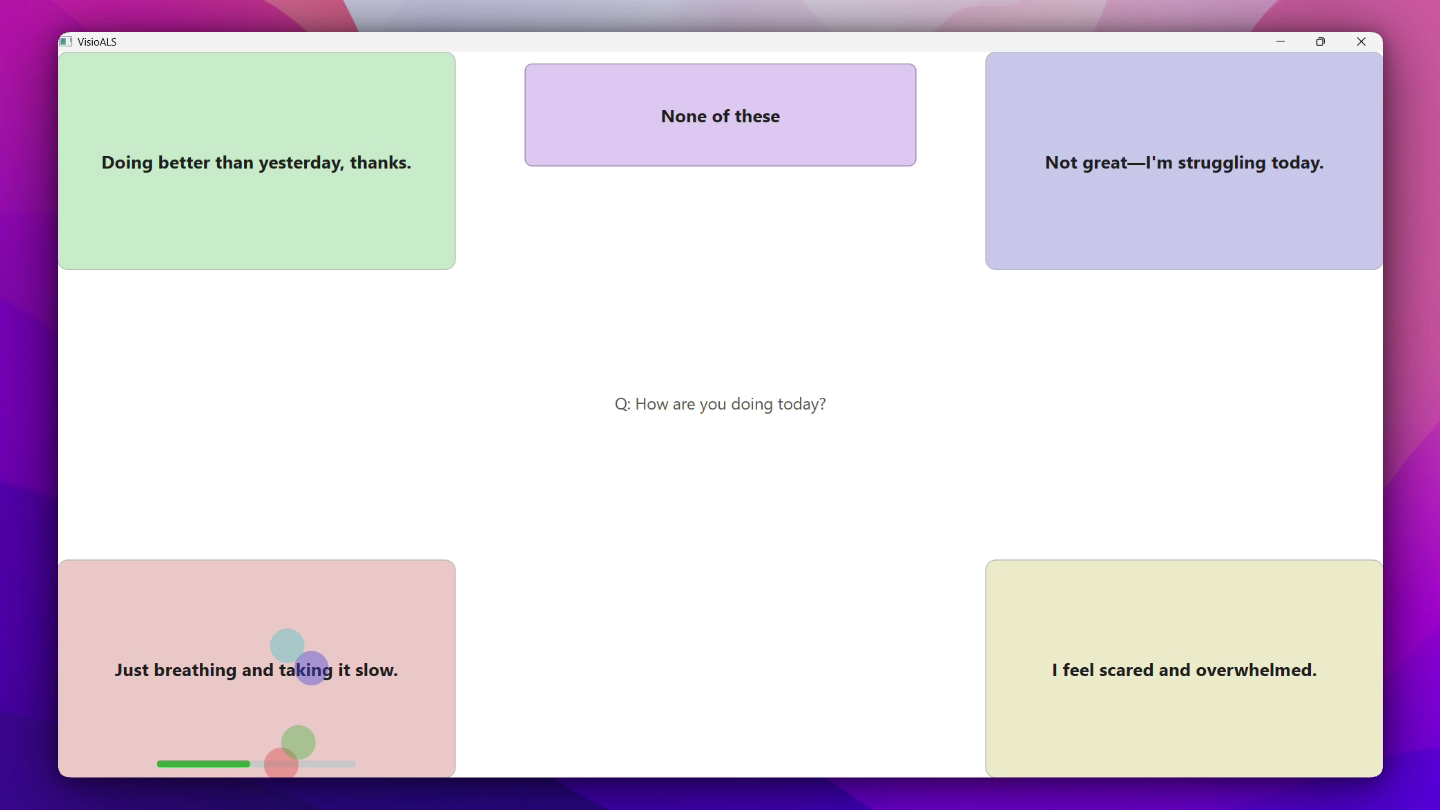 VisioALS
Doing better than yesterday, thanks.
None of these
Not great—I'm struggling today.
Q: How are you doing today?
Just breathing and taking it slow.
I feel scared and overwhelmed.